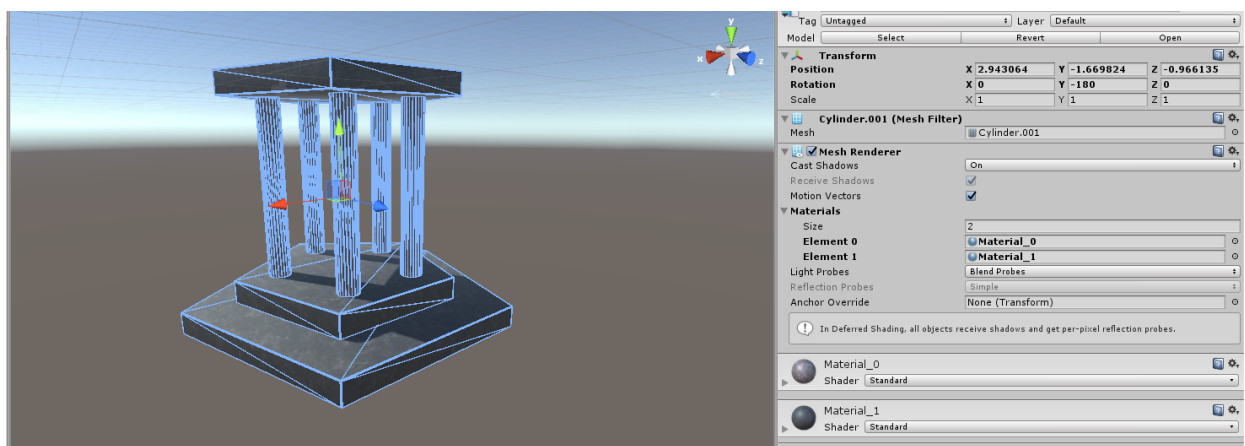 y
x
z
Tag Untagged Layer Default
Model Select Revert Open
Transform
Position X 2.943064 Y -1.669824 Z -0.966135
Rotation X 0 Y -180 Z 0
Scale X 1 Y 1 Z 1
Cylinder.001 (Mesh Filter)
Mesh Cylinder.001
Mesh Renderer
Cast Shadows On
Receive Shadows
Motion Vectors
Materials
Size 2
Element 0 Material_0
Element 1 Material_1
Light Probes Blend Probes
Reflection Probes Simple
Anchor Override None (Transform)
In Deferred Shading, all objects receive shadows and get per-pixel reflection probes.
Material_0
Shader Standard
Material_1
Shader Standard